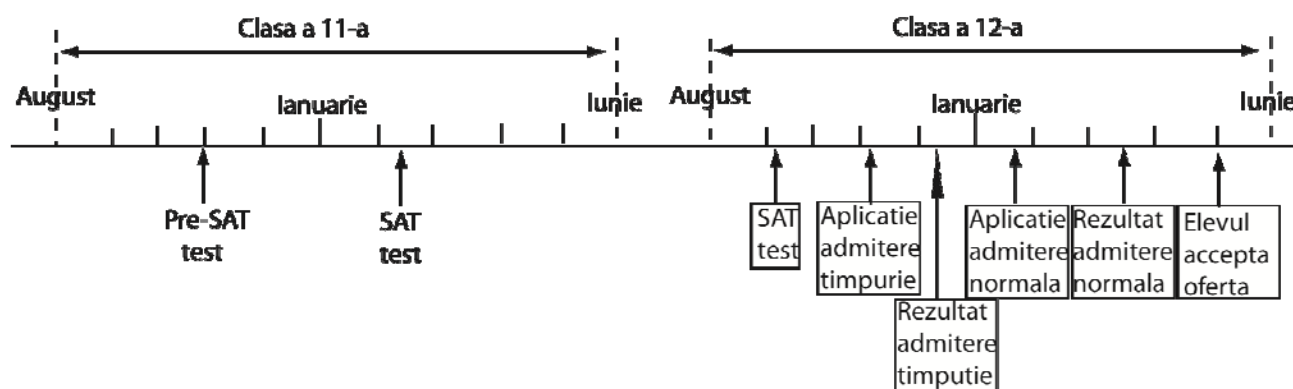 Clasa a 11-a
Clasa a 12-a
August
Ianuarie
Iunie
August
Ianuarie
Iunie
Pre-SAT
test
SAT
test
SAT
test
Aplicatie
admitere
timpurie
Rezultat
admitere
timputie
Aplicatie
admitere
normala
Rezultat
admitere
normala
Elevul
accepta
oferta